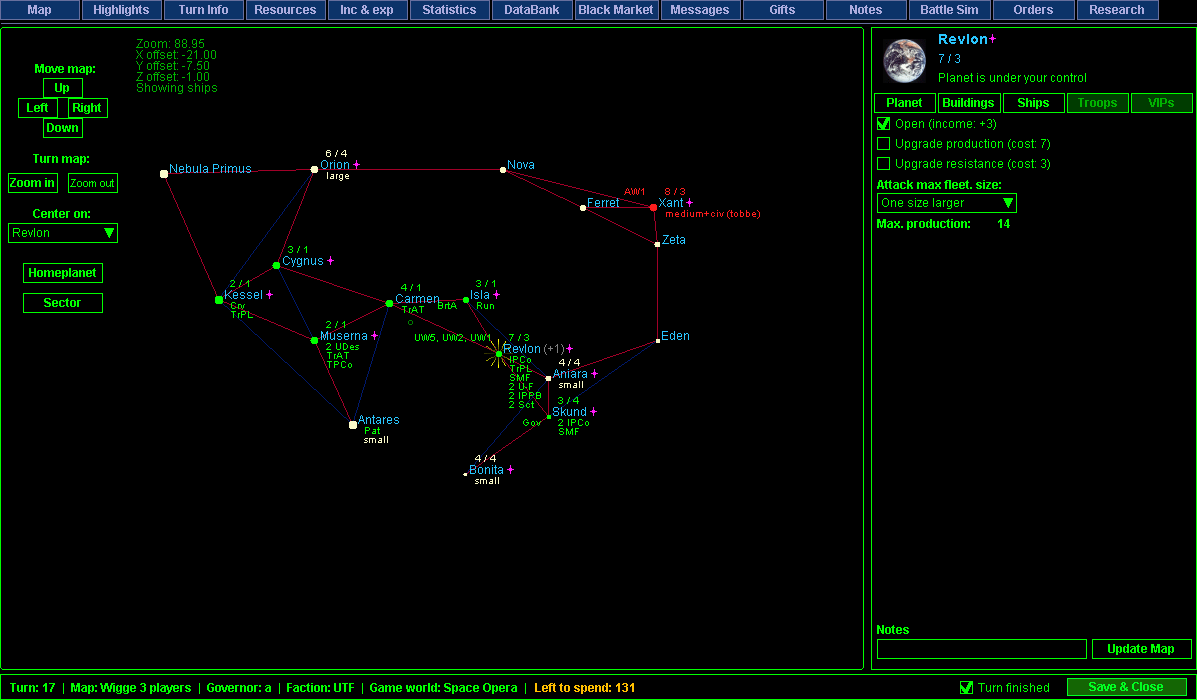 Map Highlights Turn Info Resources Inc & exp Statistics DataBank Black Market Messages Gifts Notes Battle Sim Orders Research
Zoom: 88.95
X offset: -21.00
Y offset: -7.50
Z offset: -1.00
Showing ships
Move map:
Up
Left Right
Down
Turn map:
Zoom in Zoom out
Center on:
Revlon
Homeplanet
Sector
Nebula Primus
6 / 4
Orion
large
Nova
Ferret
AW1
8 / 3
Xant
medium+civ (tobbe)
Zeta
3 / 1
Cygnus
2 / 1
Kessel
Crv
TrPL
4 / 1
Carmen
TrAT
BrtA
3 / 1
Isla
Run
2 / 1
Muserna
2 UDes
TrAT
TPCo
UW5, UW2, UW1
7 / 3
Revlon (+1)
IPCo
TrPL
SMF
2 U-F
2 IPPB
2 Sct
Eden
4 / 4
Aniara
small
3 / 4
Skund
Gov
2 IPCo
SMF
Antares
Pat
small
4 / 4
Bonita
small
Revlon
7 / 3
Planet is under your control
Planet Buildings Ships Troops VIPs
Open (income: +3)
Upgrade production (cost: 7)
Upgrade resistance (cost: 3)
Attack max fleet. size:
One size larger
Max. production: 14
Notes
Update Map
Turn: 17 | Map: Wigge 3 players | Governor: a | Faction: UTF | Game world: Space Opera | Left to spend: 131
Turn finished
Save & Close